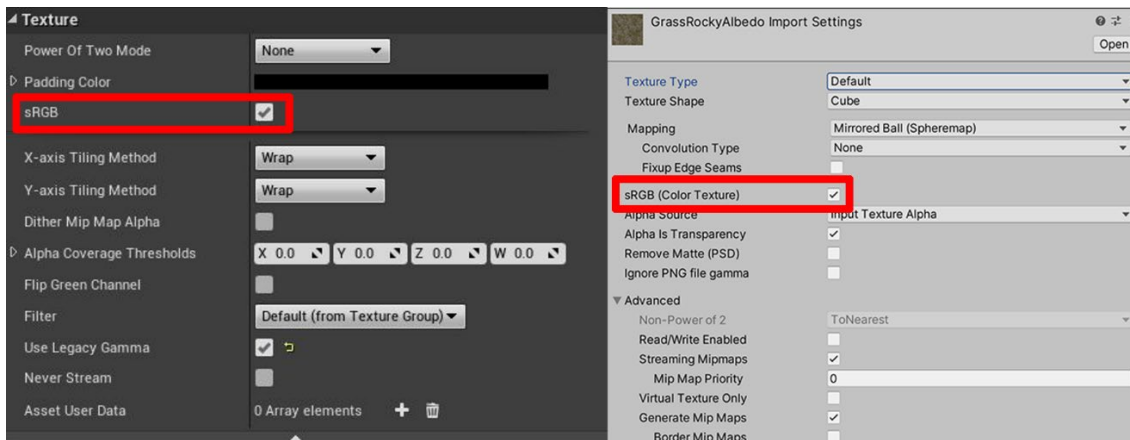 Texture
Power Of Two Mode None
Padding Color
sRGB
X-axis Tiling Method Wrap
Y-axis Tiling Method Wrap
Dither Mip Map Alpha
Alpha Coverage Thresholds X 0.0 Y 0.0 Z 0.0 W 0.0
Flip Green Channel
Filter Default (from Texture Group)
Use Legacy Gamma
Never Stream
Asset User Data 0 Array elements
GrassRockyAlbedo Import Settings
Open
Texture Type Default
Texture Shape Cube
Mapping Mirrored Ball (Spheremap)
Convolution Type None
Fixup Edge Seams
sRGB (Color Texture)
Alpha Source Input Texture Alpha
Alpha Is Transparency
Remove Matte (PSD)
Ignore PNG file gamma
Advanced
Non-Power of 2 ToNearest
Read/Write Enabled
Streaming Mipmaps
Mip Map Priority 0
Virtual Texture Only
Generate Mip Maps
Border Mip Maps